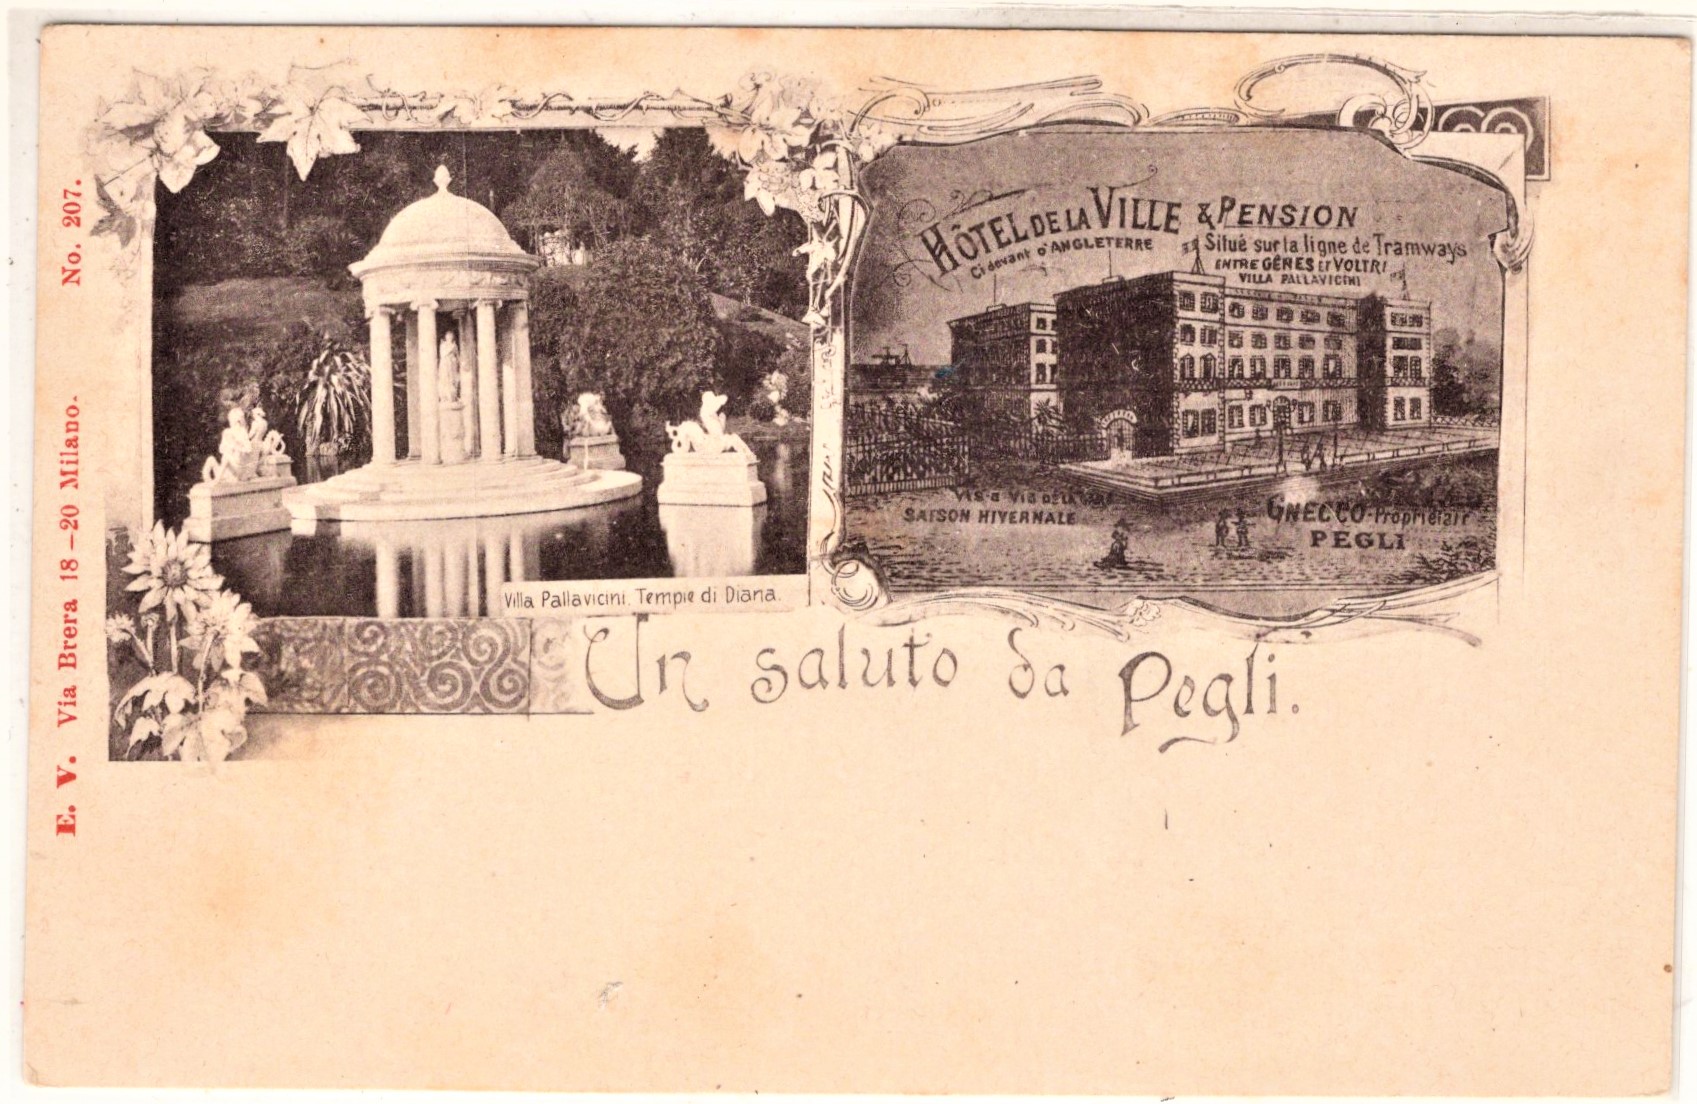 E. V. Via Brera 18-20 Milano. No. 207.
Villa Pallavicini. Tempie di Diana.
HÔTEL DE LA VILLE & PENSION
Ci devant d'ANGLETERRE
Situé sur la ligne de Tramways
ENTRE GÊNES ET VOLTRI
VILLA PALLAVICINI
VIS a VIS DE LA GARE
SAISON HIVERNALE
GNECCO-Propriétair
PEGLI
Un saluto da Pegli.